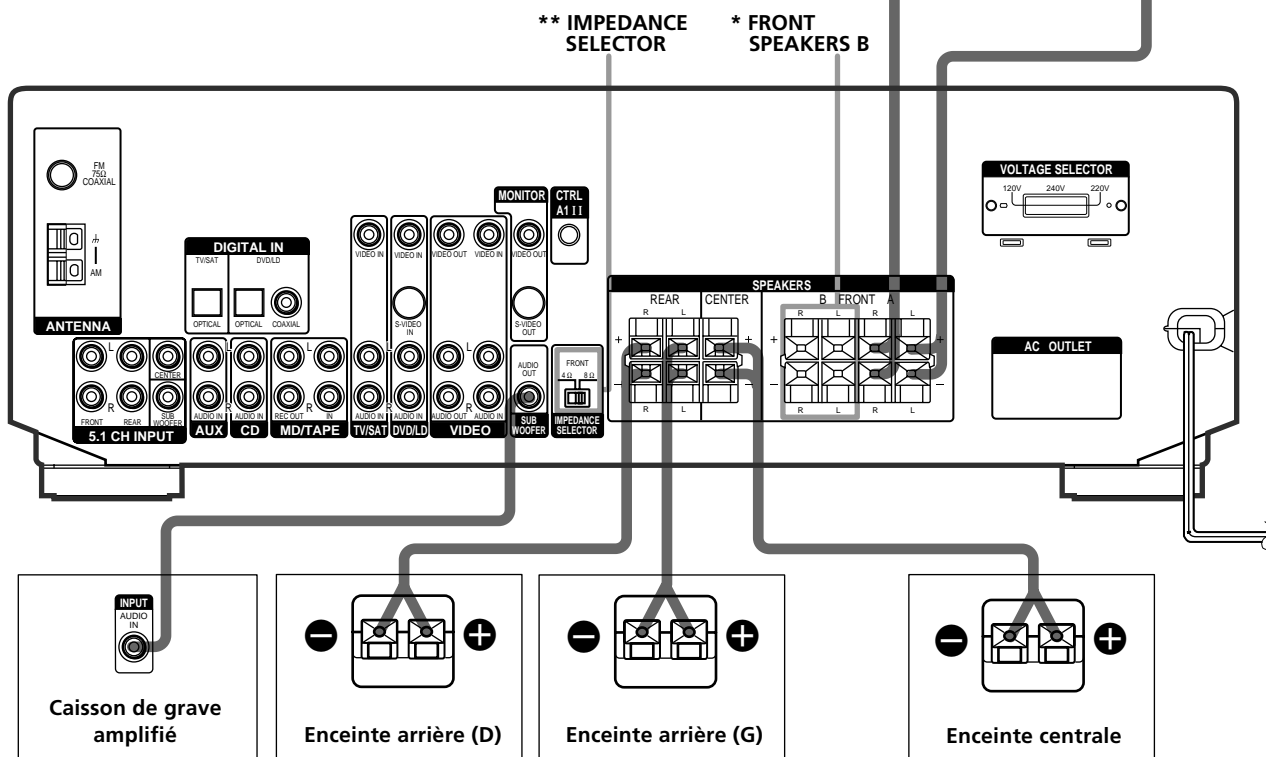 ** IMPEDANCE
SELECTOR
* FRONT
SPEAKERS B
FM
75Ω
COAXIAL
AM
ANTENNA
DIGITAL IN
TV/SAT
DVD/LD
OPTICAL
OPTICAL
COAXIAL
MONITOR
CTRL
A1 II
VIDEO IN
VIDEO IN
VIDEO OUT
VIDEO IN
VIDEO OUT
S-VIDEO
IN
S-VIDEO
OUT
VOLTAGE SELECTOR
120V
240V
220V
SPEAKERS
REAR
CENTER
B FRONT A
R
L
R
L
R
L
+
+
+
+
–
–
–
–
R
L
R
L
R
L
AC OUTLET
L
L
L
L
L
CENTER
R
R
R
R
R
FRONT
REAR
SUB
WOOFER
5.1 CH INPUT
AUDIO IN
AUX
AUDIO IN
CD
REC OUT
IN
MD/TAPE
AUDIO IN
TV/SAT
AUDIO IN
DVD/LD
AUDIO OUT
AUDIO IN
VIDEO
AUDIO
OUT
SUB
WOOFER
FRONT
4 Ω
8 Ω
IMPEDANCE
SELECTOR
INPUT
AUDIO
IN
Caisson de grave
amplifié
–
+
Enceinte arrière (D)
–
+
Enceinte arrière (G)
–
+
Enceinte centrale